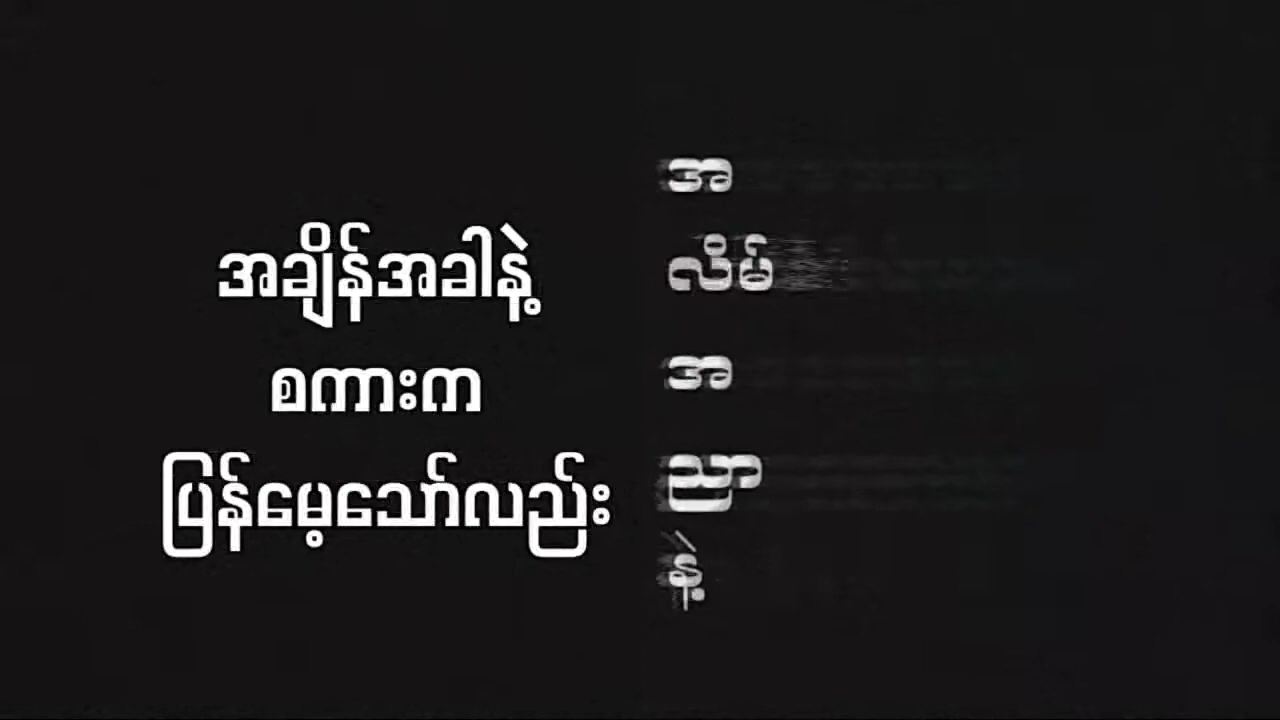 အချိန်အခါနဲ့
စကားက
ပြန်မေ့သော်လည်း
အ
လိမ်
အ
ညာ
နဲ့